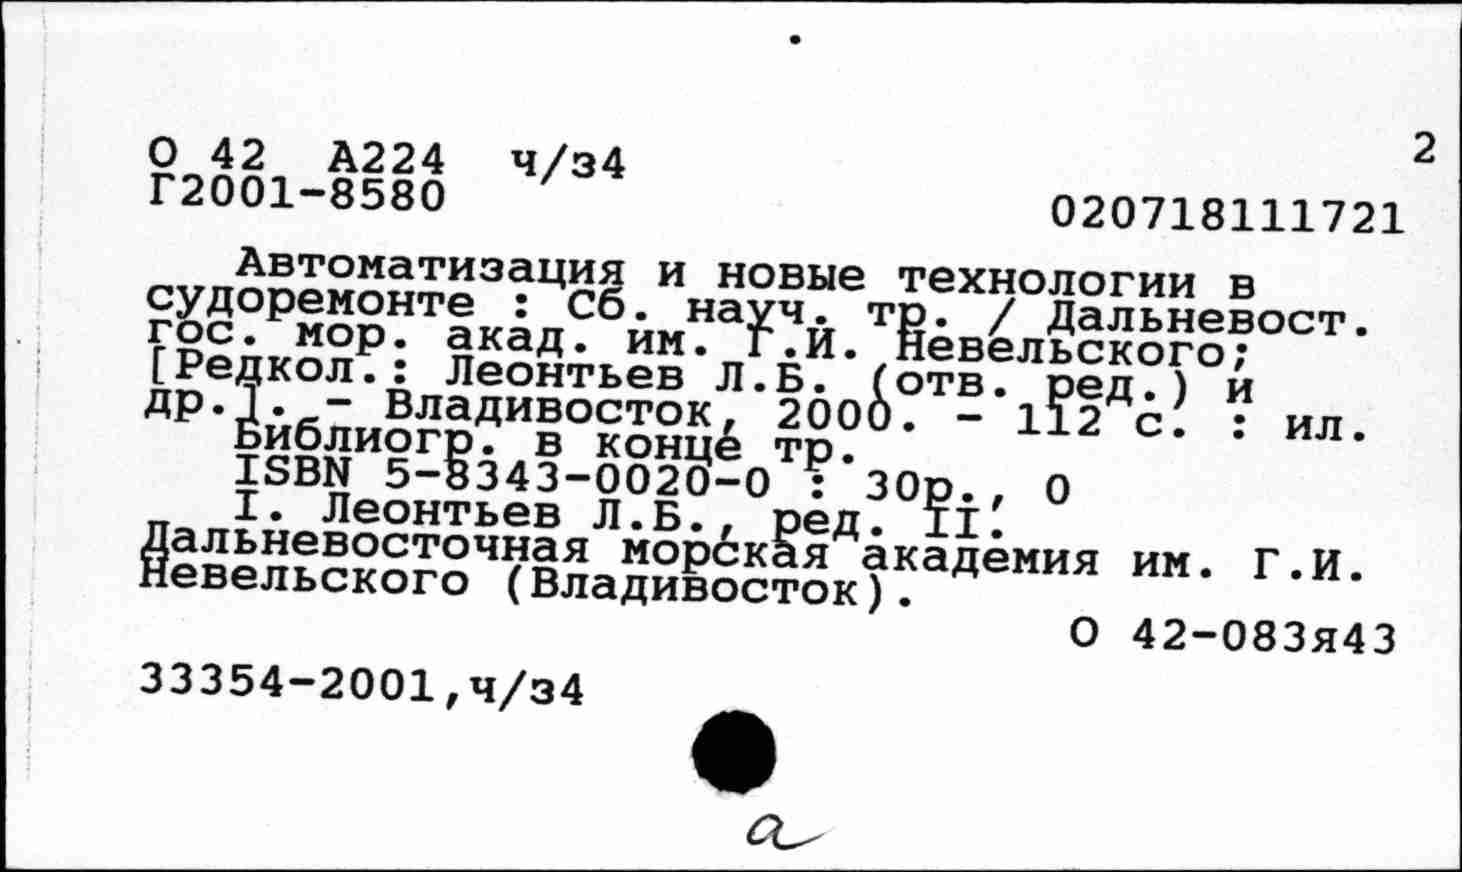 2
О 42 А224 ч/з4
Г2001-8580
020718111721
Автоматизация и новые технологии в
судоремонте : Сб. науч. тр. / Дальневост.
гос. мор. акад. им. Г.И. Невельского;
[Редкол.: Леонтьев Л.Б. (отв. ред.) и
др.]. - Владивосток, 2000. - 112 с. : ил.
Библиогр. в конце тр.
ISBN 5-8343-0020-0 : 30р., 0
I. Леонтьев Л.Б., ред. II.
Дальневосточная морская академия им. Г.И.
Невельского (Владивосток).
О 42-083я43
33354-2001,ч/з4
а